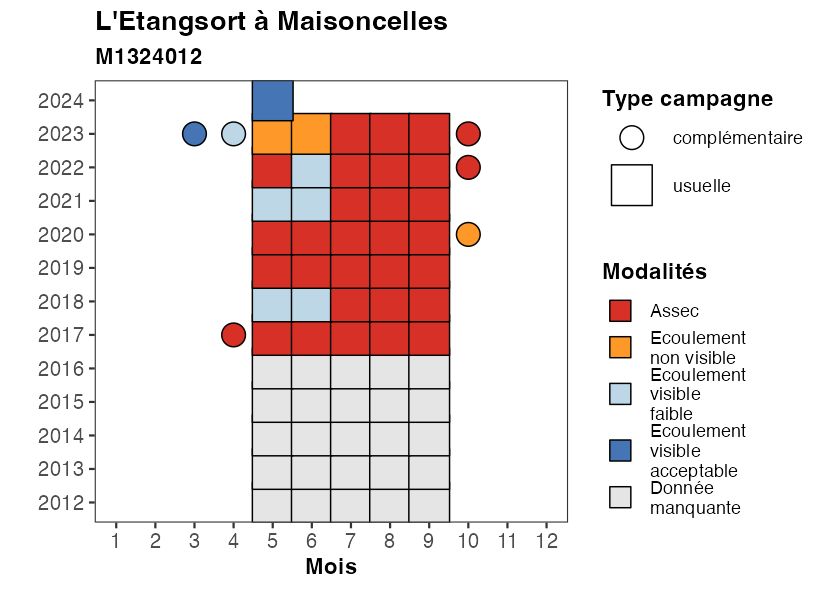 L'Etangsort à Maisoncelles
M1324012
2024
2023
2022
2021
2020
2019
2018
2017
2016
2015
2014
2013
2012
1 2 3 4 5 6 7 8 9 10 11 12
Mois
Type campagne
complémentaire
usuelle
Modalités
Assec
Ecoulement
non visible
Ecoulement
visible
faible
Ecoulement
visible
acceptable
Donnée
manquante